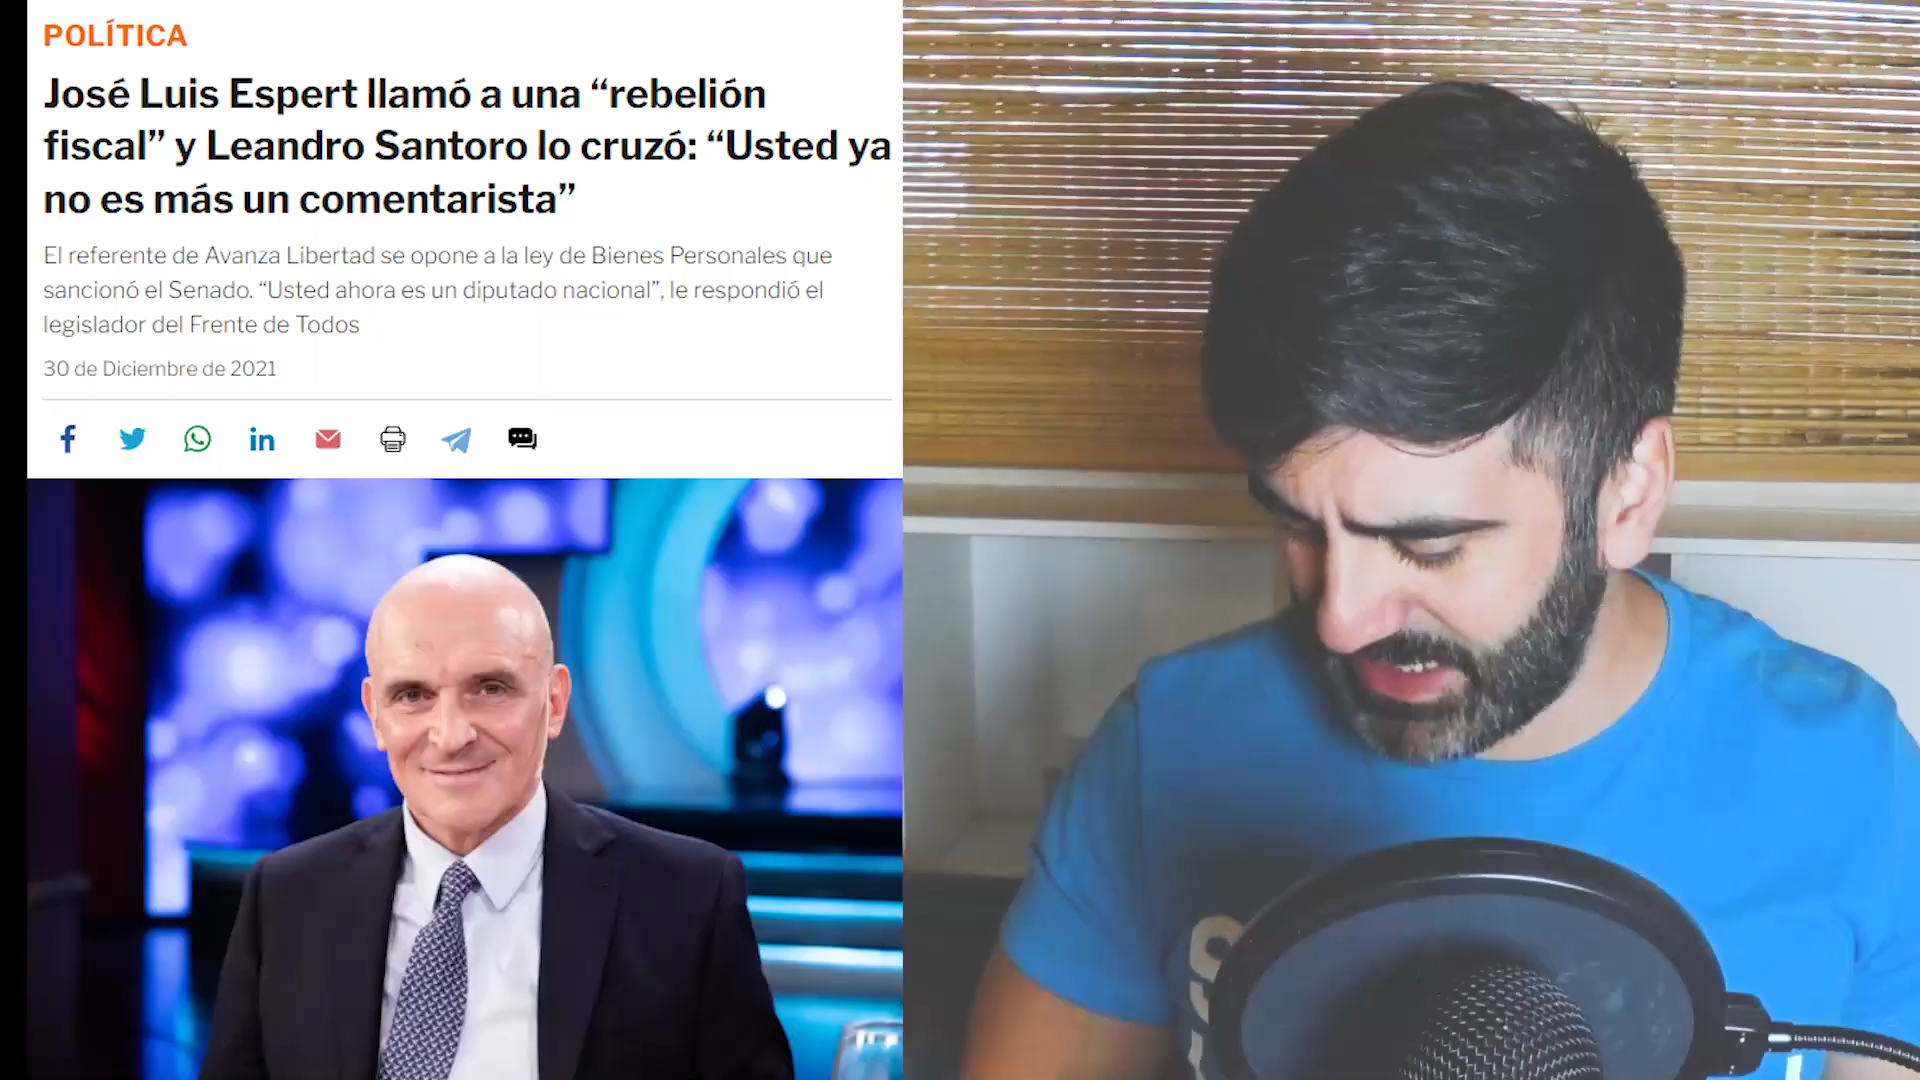 POLÍTICA
José Luis Espert llamó a una “rebelión
fiscal” y Leandro Santoro lo cruzó: “Usted ya
no es más un comentarista”
El referente de Avanza Libertad se opone a la ley de Bienes Personales que
sancionó el Senado. “Usted ahora es un diputado nacional”, le respondió el
legislador del Frente de Todos
30 de Diciembre de 2021